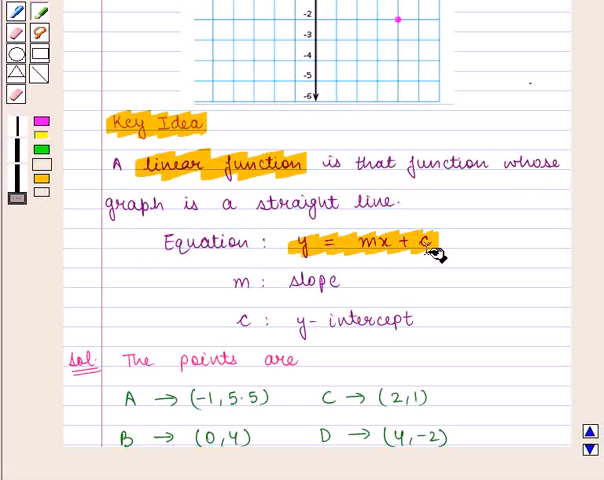 -2
-3
-4
-5
-6
Key Idea
A linear function is that function whose
graph is a straight line.
Equation : y = mx + c
m : slope
c : y-intercept
Sol: The points are
A → (-1, 5.5) C → (2,1)
B → (0,4) D → (4,-2)